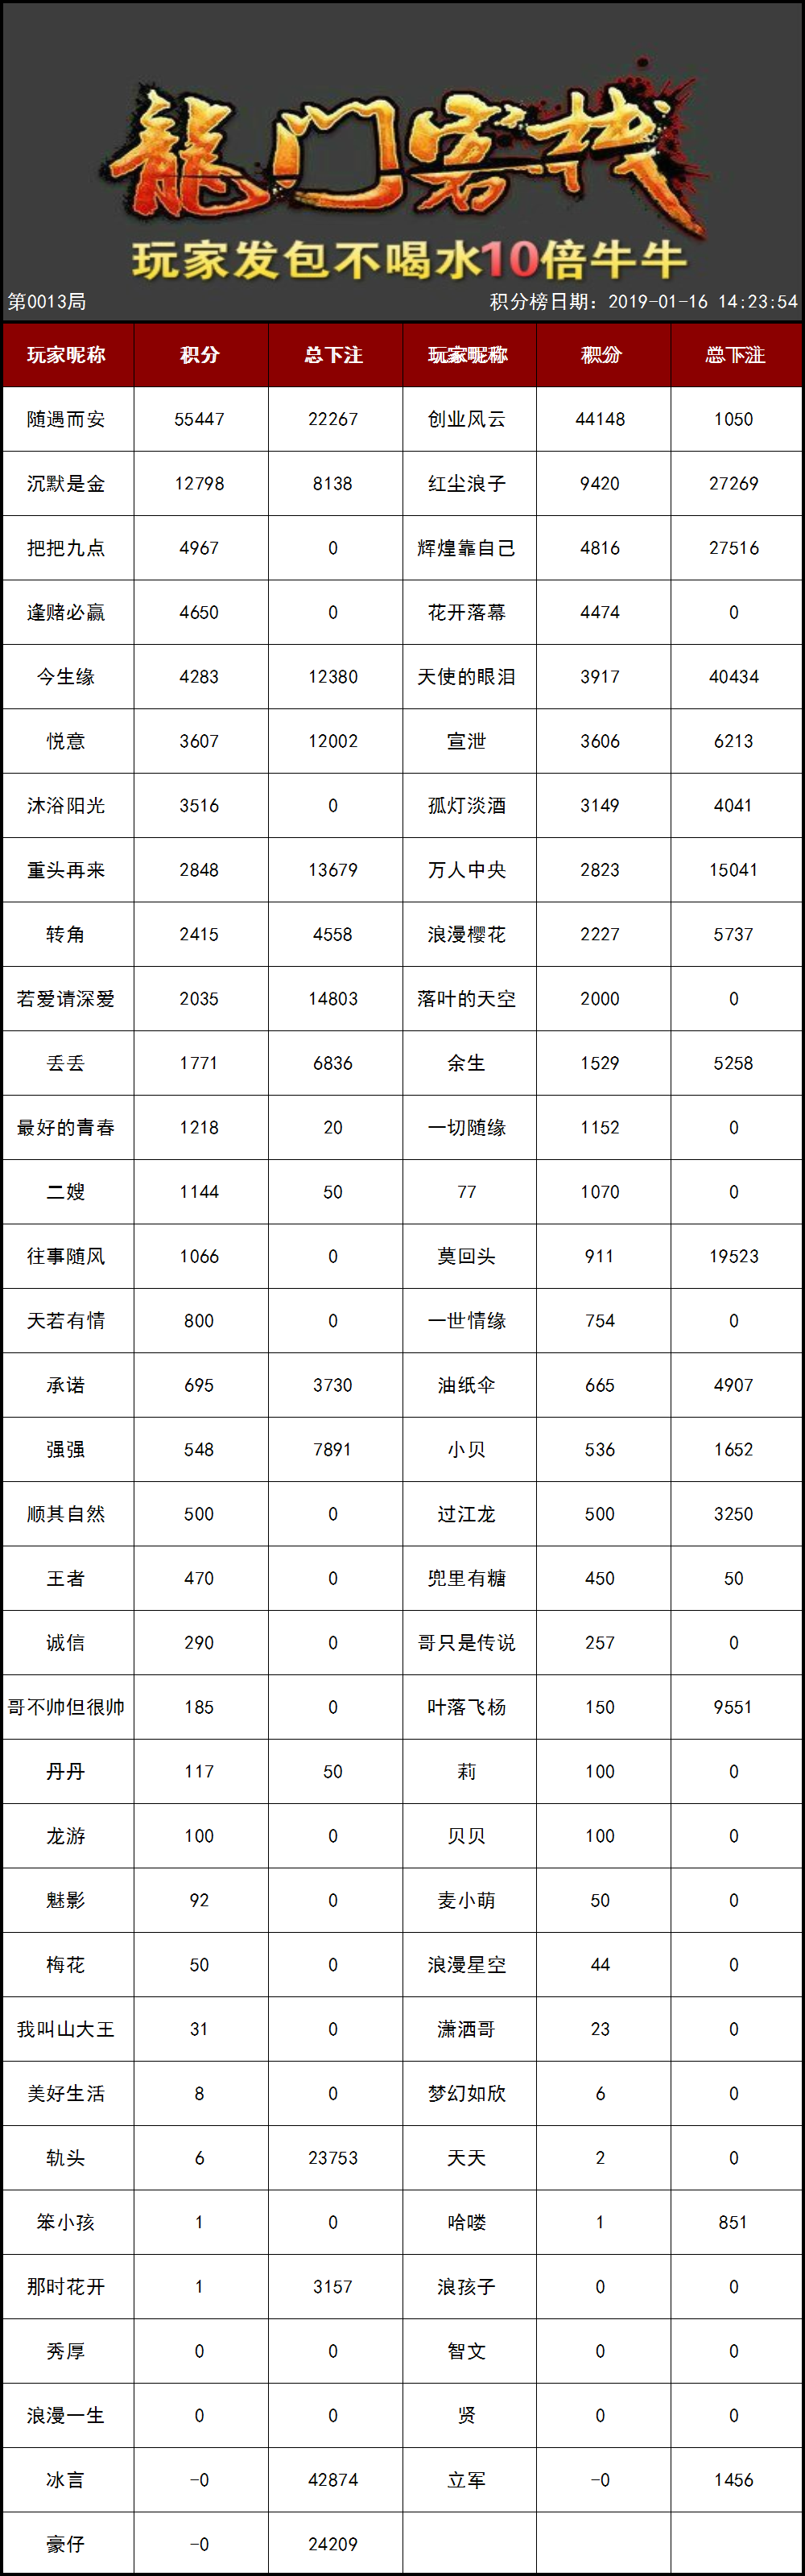 龍门客栈
玩家发包不喝水10倍牛牛
第0013局 积分榜日期：2019-01-16 14:23:54
玩家昵称 积分 总下注 玩家昵称 积分 总下注
随遇而安 55447 22267 创业风云 44148 1050
沉默是金 12798 8138 红尘浪子 9420 27269
把把九点 4967 0 辉煌靠自己 4816 27516
逢赌必赢 4650 0 花开落幕 4474 0
今生缘 4283 12380 天使的眼泪 3917 40434
悦意 3607 12002 宣泄 3606 6213
沐浴阳光 3516 0 孤灯淡酒 3149 4041
重头再来 2848 13679 万人中央 2823 15041
转角 2415 4558 浪漫樱花 2227 5737
若爱请深爱 2035 14803 落叶的天空 2000 0
丢丢 1771 6836 余生 1529 5258
最好的青春 1218 20 一切随缘 1152 0
二嫂 1144 50 77 1070 0
往事随风 1066 0 莫回头 911 19523
天若有情 800 0 一世情缘 754 0
承诺 695 3730 油纸伞 665 4907
强强 548 7891 小贝 536 1652
顺其自然 500 0 过江龙 500 3250
王者 470 0 兜里有糖 450 50
诚信 290 0 哥只是传说 257 0
哥不帅但很帅 185 0 叶落飞杨 150 9551
丹丹 117 50 莉 100 0
龙游 100 0 贝贝 100 0
魅影 92 0 麦小萌 50 0
梅花 50 0 浪漫星空 44 0
我叫山大王 31 0 潇洒哥 23 0
美好生活 8 0 梦幻如欣 6 0
轨头 6 23753 天天 2 0
笨小孩 1 0 哈喽 1 851
那时花开 1 3157 浪孩子 0 0
秀厚 0 0 智文 0 0
浪漫一生 0 0 贤 0 0
冰言 -0 42874 立军 -0 1456
豪仔 -0 24209